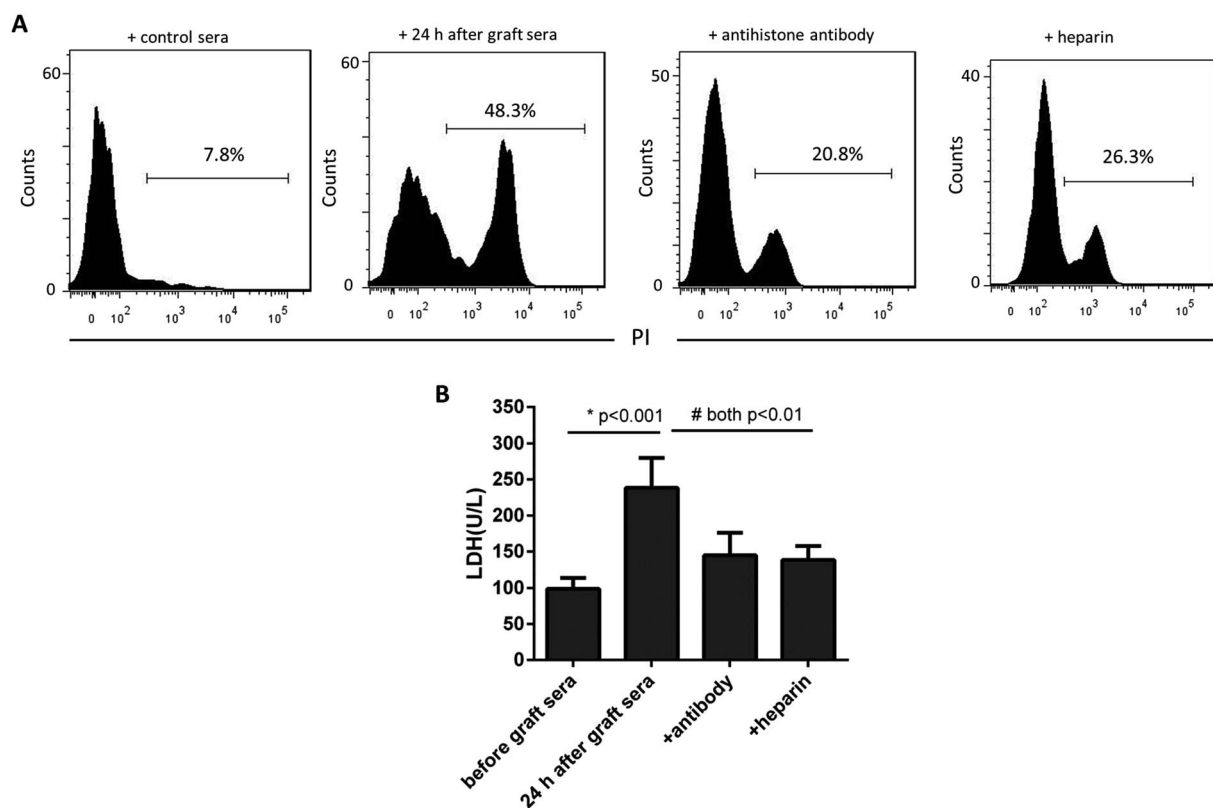 A
+ control sera
+ 24 h after graft sera
+ antihistone antibody
+ heparin
60
0
Counts
7.8%
0 10² 10³ 10⁴ 10⁵
60
0
Counts
48.3%
0 10² 10³ 10⁴ 10⁵
50
0
Counts
20.8%
0 10² 10³ 10⁴ 10⁵
40
0
Counts
26.3%
0 10² 10³ 10⁴ 10⁵
PI
B
350
300
250
200
150
100
50
0
LDH(U/L)
* p<0.001
# both p<0.01
before graft sera
24 h after graft sera
+antibody
+heparin